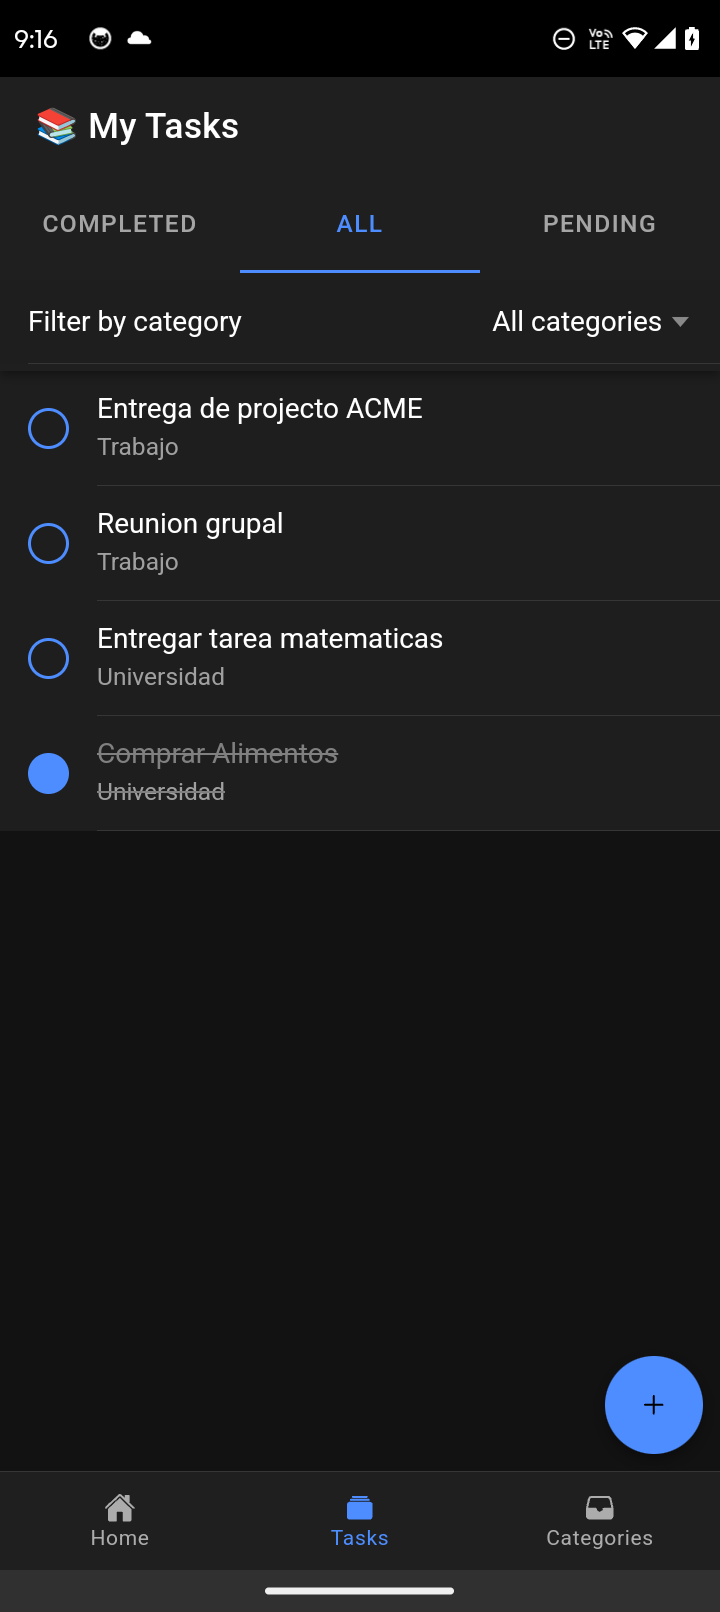 9:16
Vo LTE
📚 My Tasks
COMPLETED ALL PENDING
Filter by category All categories
Entrega de projecto ACME
Trabajo
Reunion grupal
Trabajo
Entregar tarea matematicas
Universidad
Comprar Alimentos
Universidad
+
Home Tasks Categories